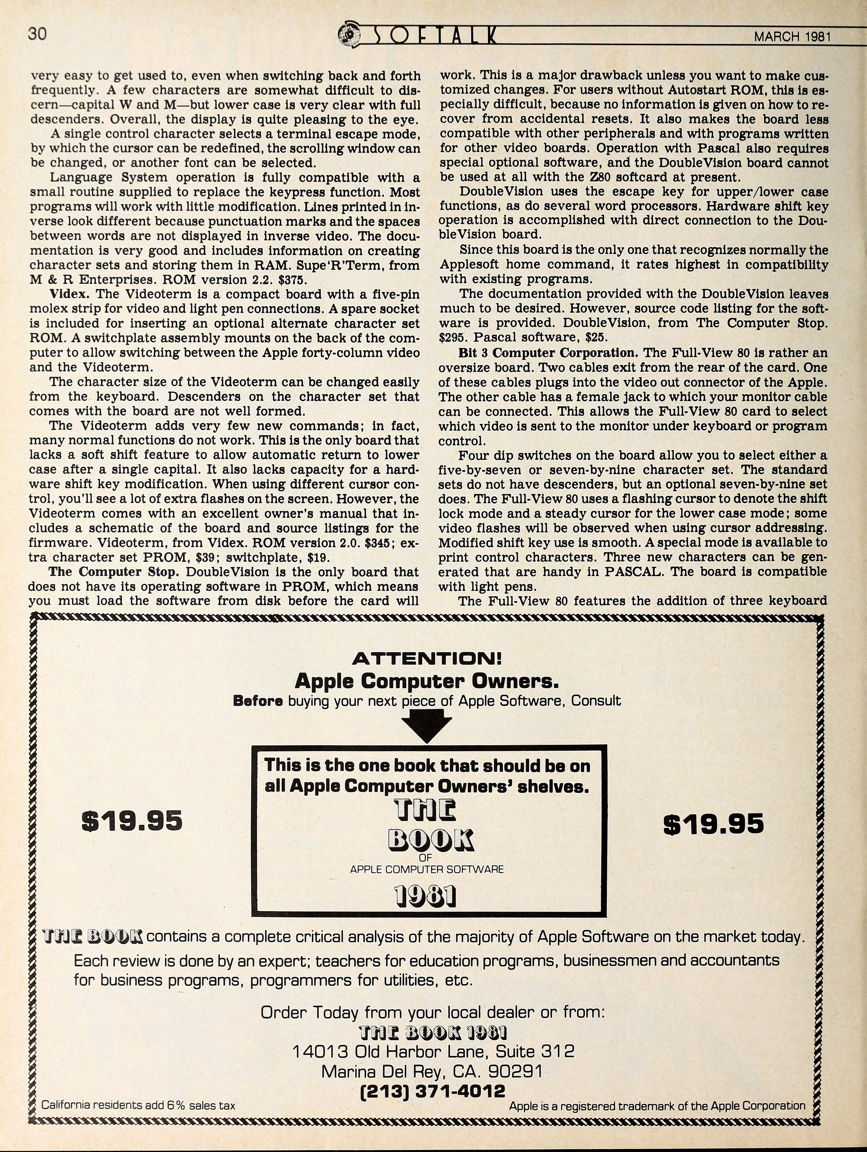 30
SOFTALK
MARCH 1981
very easy to get used to, even when switching back and forth
frequently. A few characters are somewhat difficult to dis-
cern—capital W and M—but lower case is very clear with full
descenders. Overall, the display is quite pleasing to the eye.
A single control character selects a terminal escape mode,
by which the cursor can be redefined, the scrolling window can
be changed, or another font can be selected.
Language System operation is fully compatible with a
small routine supplied to replace the keypress function. Most
programs will work with little modification. Lines printed in in-
verse look different because punctuation marks and the spaces
between words are not displayed in inverse video. The docu-
mentation is very good and includes information on creating
character sets and storing them in RAM. Supe'R'Term, from
M & R Enterprises. ROM version 2.2. $375.
Videx. The Videoterm is a compact board with a five-pin
molex strip for video and light pen connections. A spare socket
is included for inserting an optional alternate character set
ROM. A switchplate assembly mounts on the back of the com-
puter to allow switching between the Apple forty-column video
and the Videoterm.
The character size of the Videoterm can be changed easily
from the keyboard. Descenders on the character set that
comes with the board are not well formed.
The Videoterm adds very few new commands; in fact,
many normal functions do not work. This is the only board that
lacks a soft shift feature to allow automatic return to lower
case after a single capital. It also lacks capacity for a hard-
ware shift key modification. When using different cursor con-
trol, you'll see a lot of extra flashes on the screen. However, the
Videoterm comes with an excellent owner's manual that in-
cludes a schematic of the board and source listings for the
firmware. Videoterm, from Videx. ROM version 2.0. $345; ex-
tra character set PROM, $39; switchplate, $19.
The Computer Stop. DoubleVision is the only board that
does not have its operating software in PROM, which means
you must load the software from disk before the card will
work. This is a major drawback unless you want to make cus-
tomized changes. For users without Autostart ROM, this is es-
pecially difficult, because no information is given on how to re-
cover from accidental resets. It also makes the board less
compatible with other peripherals and with programs written
for other video boards. Operation with Pascal also requires
special optional software, and the DoubleVision board cannot
be used at all with the Z80 softcard at present.
DoubleVision uses the escape key for upper/lower case
functions, as do several word processors. Hardware shift key
operation is accomplished with direct connection to the Dou-
bleVision board.
Since this board is the only one that recognizes normally the
Applesoft home command, it rates highest in compatibility
with existing programs.
The documentation provided with the DoubleVision leaves
much to be desired. However, source code listing for the soft-
ware is provided. DoubleVision, from The Computer Stop.
$295. Pascal software, $25.
Bit 3 Computer Corporation. The Full-View 80 is rather an
oversize board. Two cables exit from the rear of the card. One
of these cables plugs into the video out connector of the Apple.
The other cable has a female jack to which your monitor cable
can be connected. This allows the Full-View 80 card to select
which video is sent to the monitor under keyboard or program
control.
Four dip switches on the board allow you to select either a
five-by-seven or seven-by-nine character set. The standard
sets do not have descenders, but an optional seven-by-nine set
does. The Full-View 80 uses a flashing cursor to denote the shift
lock mode and a steady cursor for the lower case mode; some
video flashes will be observed when using cursor addressing.
Modified shift key use is smooth. A special mode is available to
print control characters. Three new characters can be gen-
erated that are handy in PASCAL. The board is compatible
with light pens.
The Full-View 80 features the addition of three keyboard
ATTENTION!
Apple Computer Owners.
Before buying your next piece of Apple Software, Consult
This is the one book that should be on
all Apple Computer Owners' shelves.
THE
BOOK
OF
APPLE COMPUTER SOFTWARE
1981
$19.95
$19.95
THE BOOK contains a complete critical analysis of the majority of Apple Software on the market today.
Each review is done by an expert; teachers for education programs, businessmen and accountants
for business programs, programmers for utilities, etc.
Order Today from your local dealer or from:
THE BOOK 1981
14013 Old Harbor Lane, Suite 312
Marina Del Rey, CA. 90291
(213) 371-4012
California residents add 6% sales tax
Apple is a registered trademark of the Apple Corporation